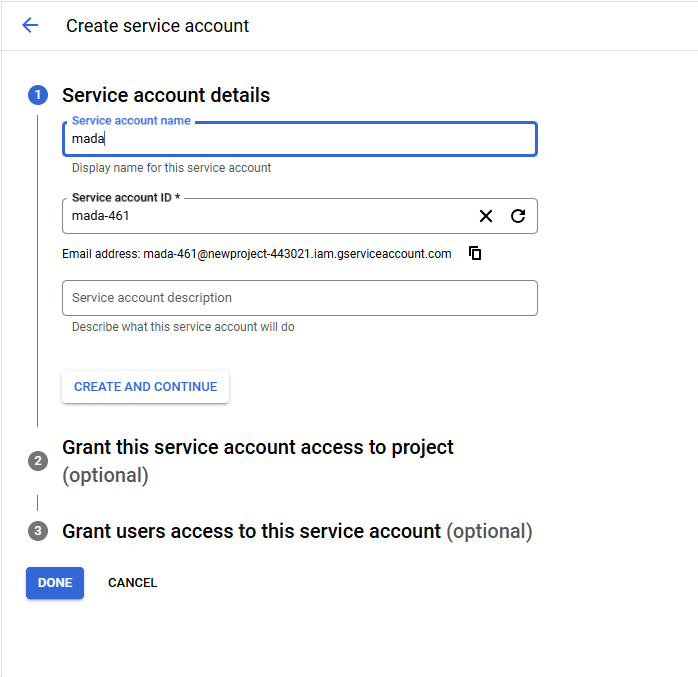 Create service account
1
Service account details
Service account name
mada
Display name for this service account
Service account ID *
mada-461
Email address: mada-461@newproject-443021.iam.gserviceaccount.com
Service account description
Describe what this service account will do
CREATE AND CONTINUE
2
Grant this service account access to project
(optional)
3
Grant users access to this service account (optional)
DONE CANCEL